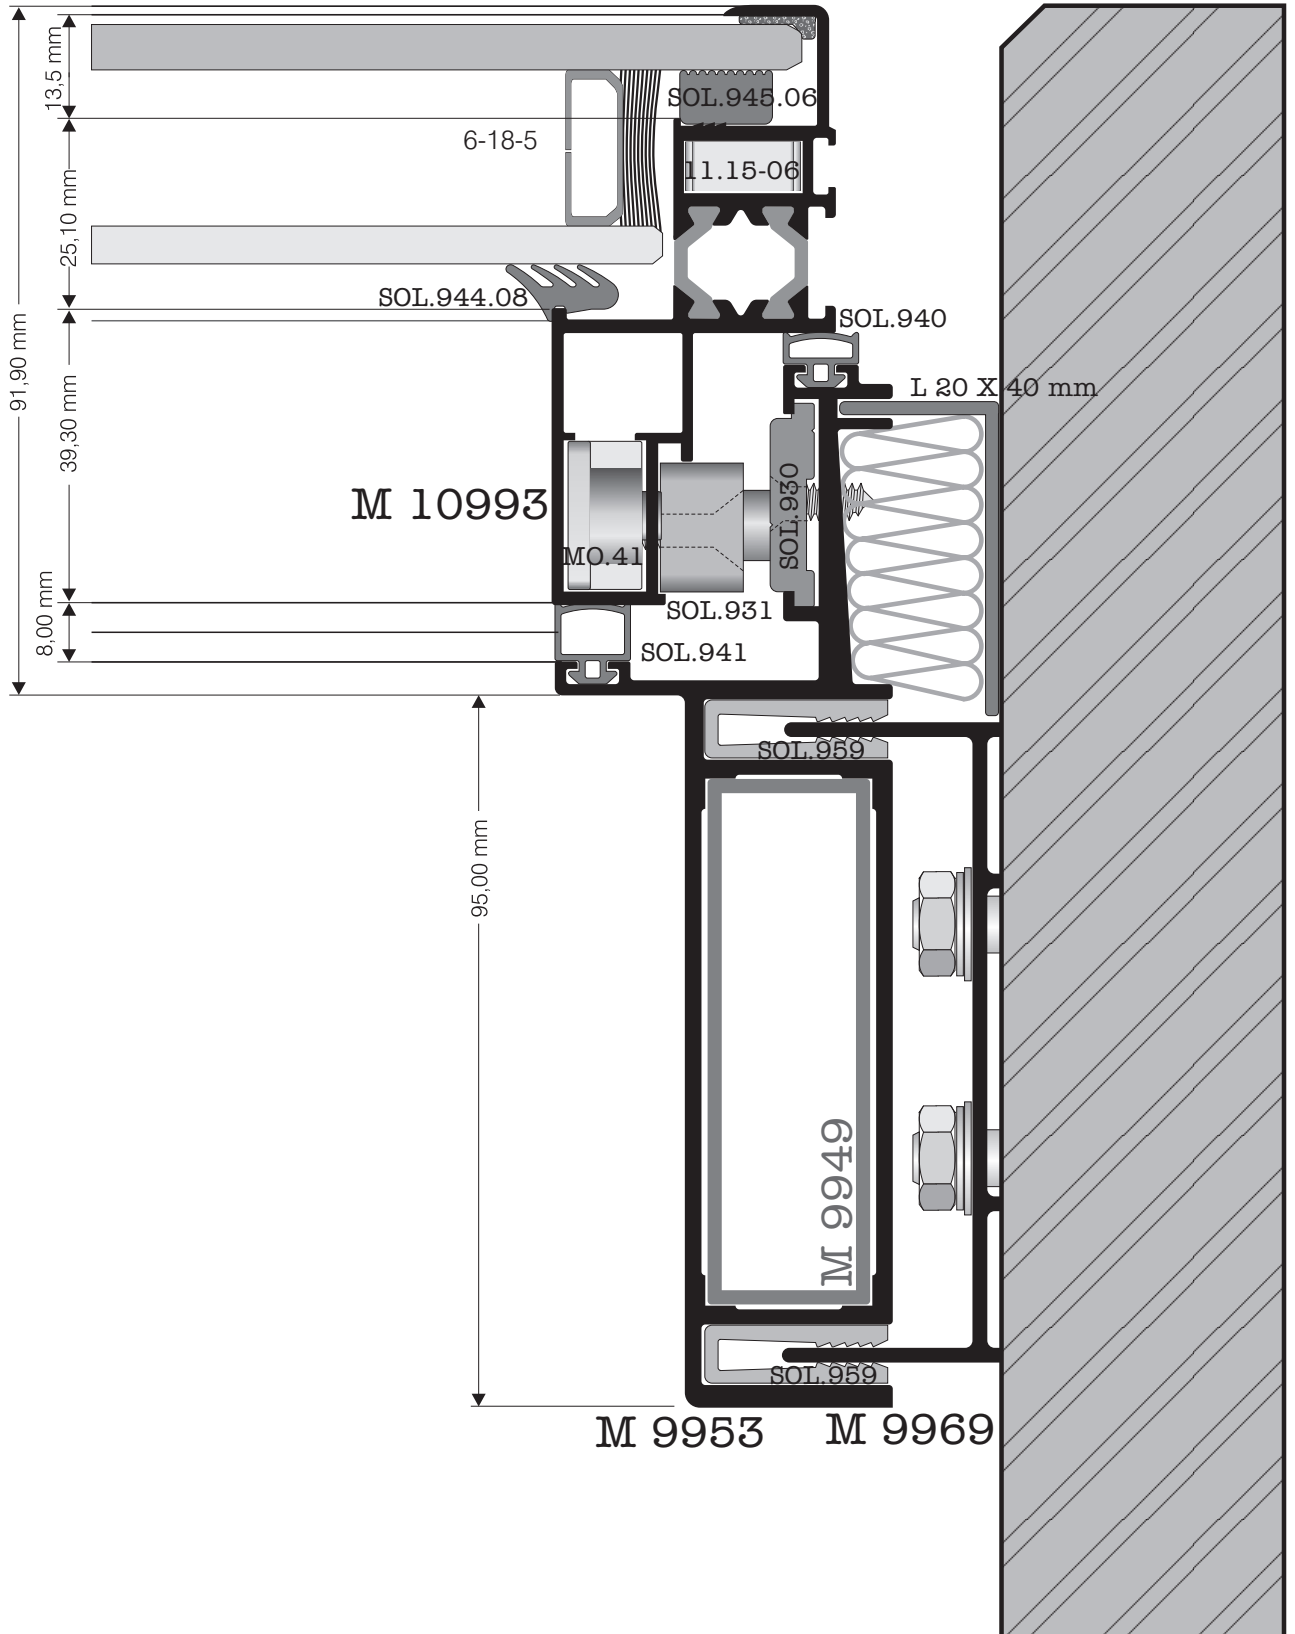 13,5 mm
SOL.945.06
6-18-5
11.15-06
25,10 mm
SOL.944.08
SOL.940
91,90 mm
L 20 X 40 mm
39,30 mm
M 10993
SOL.930
MO.41
SOL.931
8,00 mm
SOL.941
SOL.959
95,00 mm
M 9949
SOL.959
M 9953
M 9969